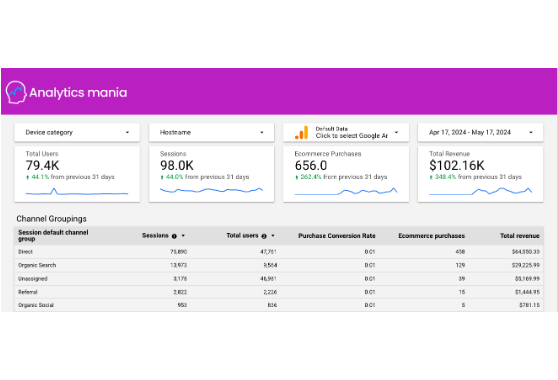 Analytics mania
Device category
Hostname
Default Data
Click to select Google Ar
Apr 17, 2024 - May 17, 2024
Total Users
79.4K
44.1% from previous 31 days
Sessions
98.0K
44.0% from previous 31 days
Ecommerce Purchases
656.0
262.4% from previous 31 days
Total Revenue
$102.16K
348.4% from previous 31 days
Channel Groupings
Session default channel group Sessions Total users Purchase Conversion Rate Ecommerce purchases Total revenue
Direct 75,890 47,751 0.01 458 $64,550.33
Organic Search 13,973 9,564 0.01 129 $29,225.99
Unassigned 3,178 0.01 39 $5,169.99
Referral 2,822 2,226 0.01 15 $1,444.95
Organic Social 953 836 0.01 5 $781.15